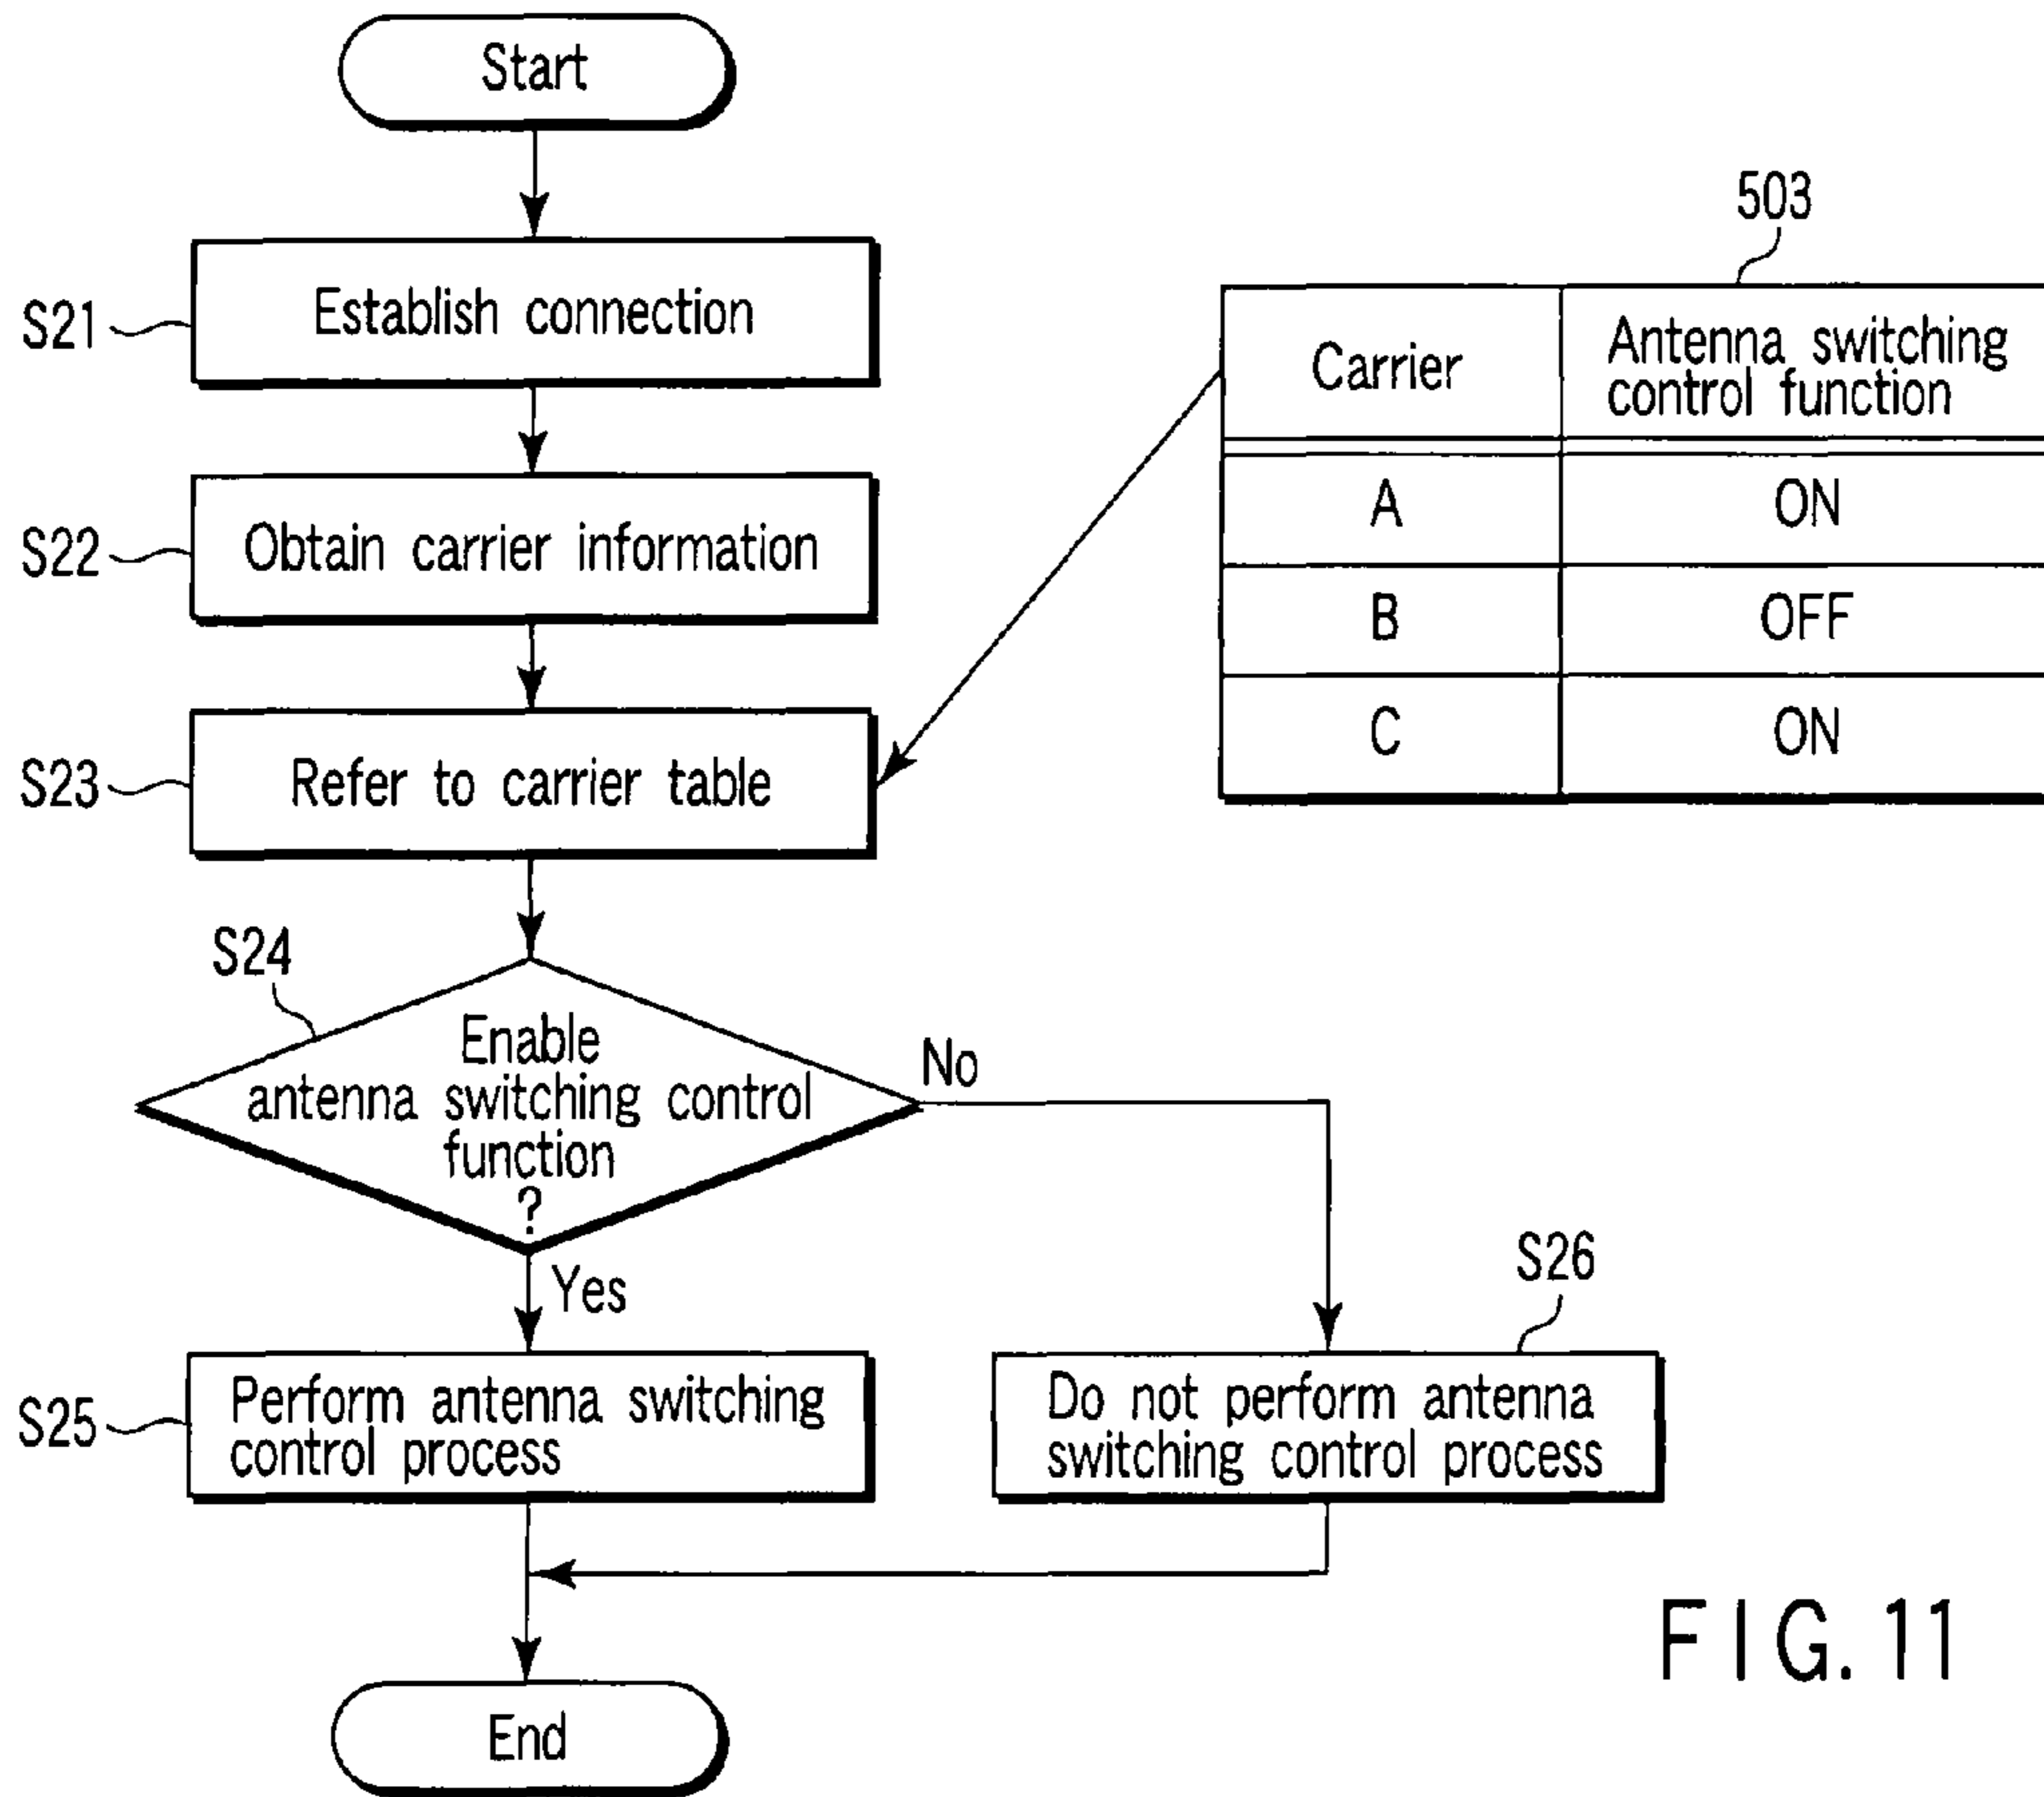 Start
S21
Establish connection
S22
Obtain carrier information
S23
Refer to carrier table
503
Carrier
Antenna switching
control function
A
ON
B
OFF
C
ON
S24
Enable
antenna switching control
function
?
No
Yes
S25
Perform antenna switching
control process
S26
Do not perform antenna
switching control process
End
FIG. 11